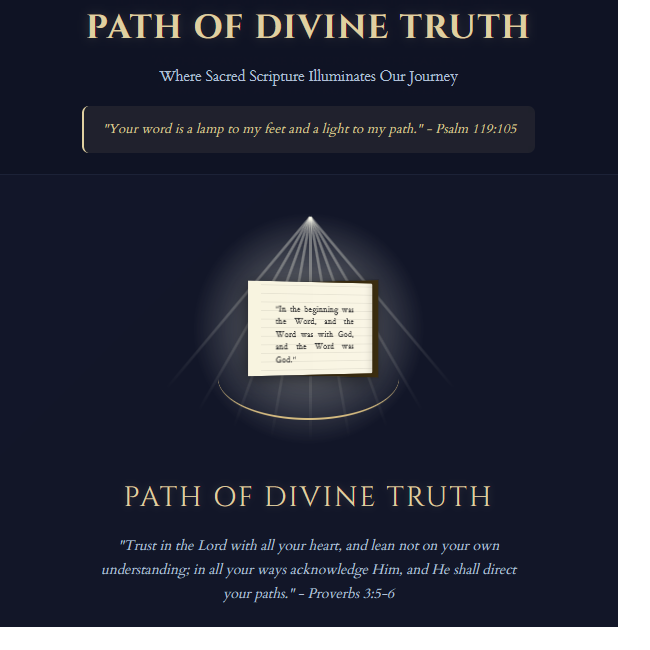 PATH OF DIVINE TRUTH
Where Sacred Scripture Illuminates Our Journey
"Your word is a lamp to my feet and a light to my path." - Psalm 119:105
"In the beginning was
the Word, and the
Word was with God,
and the Word was
God."
PATH OF DIVINE TRUTH
"Trust in the Lord with all your heart, and lean not on your own
understanding; in all your ways acknowledge Him, and He shall direct
your paths." - Proverbs 3:5-6